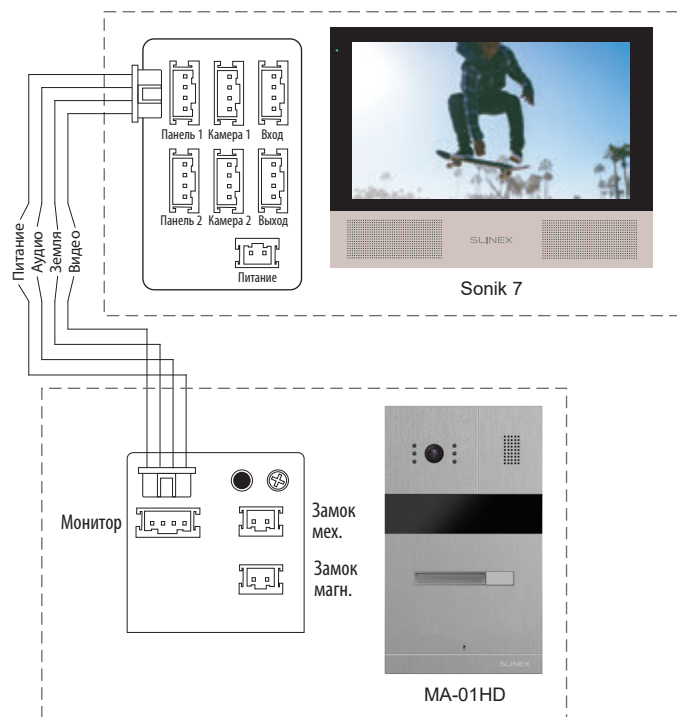 Панель 1 Камера 1 Вход
Панель 2 Камера 2 Выход
Питание
SLINEX
Sonik 7
Питание
Аудио
Земля
Видео
Монитор
Замок
мех.
Замок
магн.
SLINEX
MA-01HD